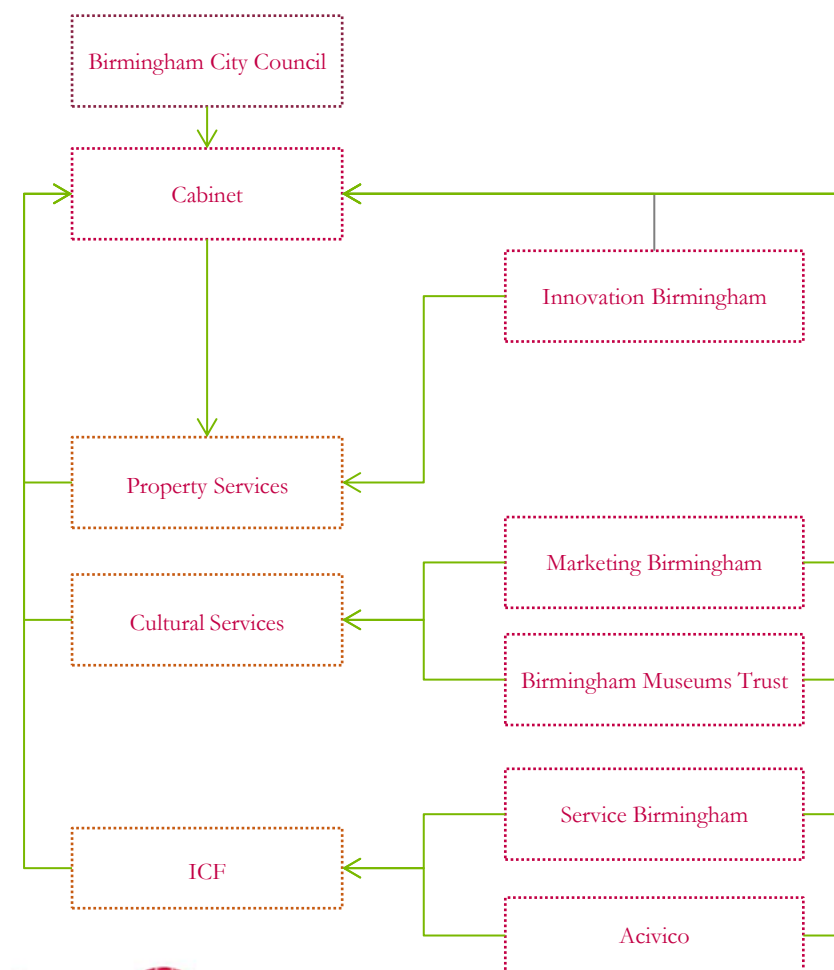 Birmingham City Council
Cabinet
Innovation Birmingham
Property Services
Marketing Birmingham
Cultural Services
Birmingham Museums Trust
Service Birmingham
ICF
Acivico